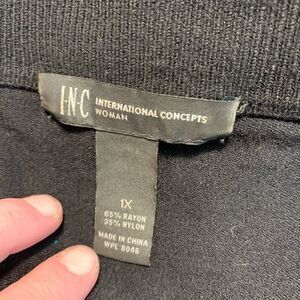 I·N·C INTERNATIONAL CONCEPTS
WOMAN
1X
65% RAYON
35% NYLON
MADE IN CHINA
WPL 8046